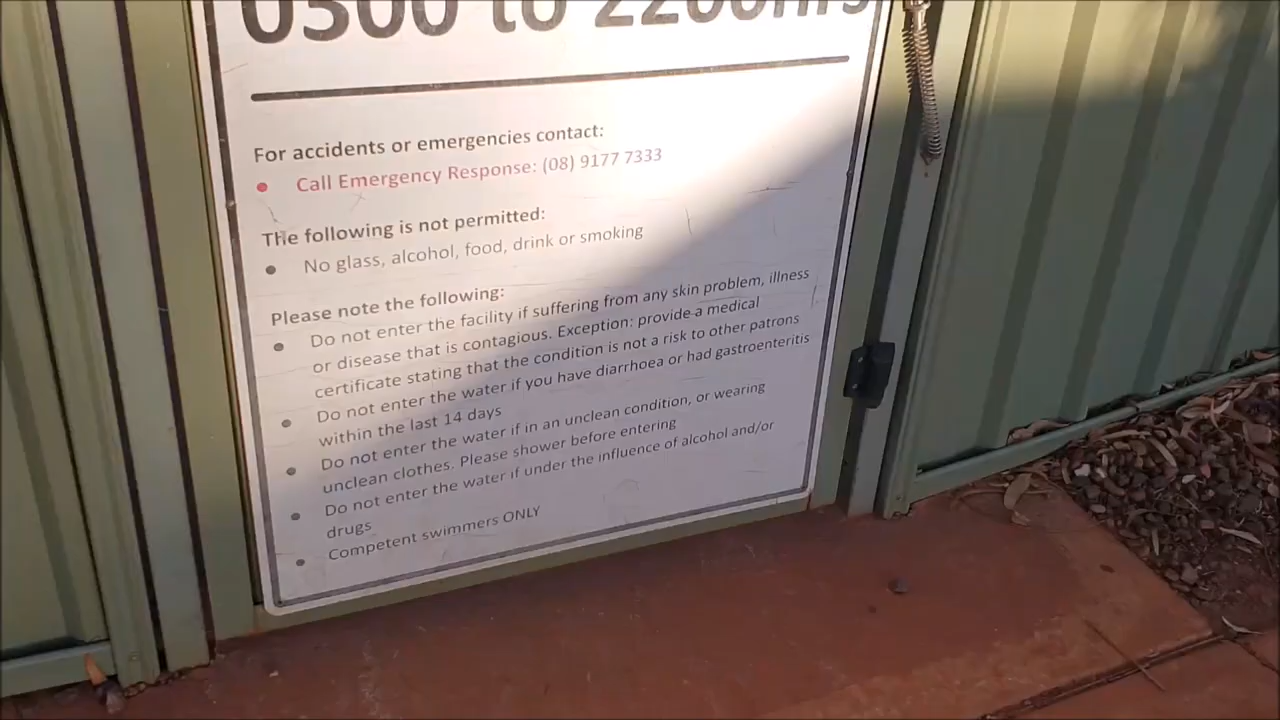 0300 to 2200hrs
For accidents or emergencies contact:
• Call Emergency Response: (08) 9177 7333
The following is not permitted:
• No glass, alcohol, food, drink or smoking
Please note the following:
• Do not enter the facility if suffering from any skin problem, illness
or disease that is contagious. Exception: provide a medical
certificate stating that the condition is not a risk to other patrons
• Do not enter the water if you have diarrhoea or had gastroenteritis
within the last 14 days
• Do not enter the water if in an unclean condition, or wearing
unclean clothes. Please shower before entering
• Do not enter the water if under the influence of alcohol and/or
drugs
• Competent swimmers ONLY